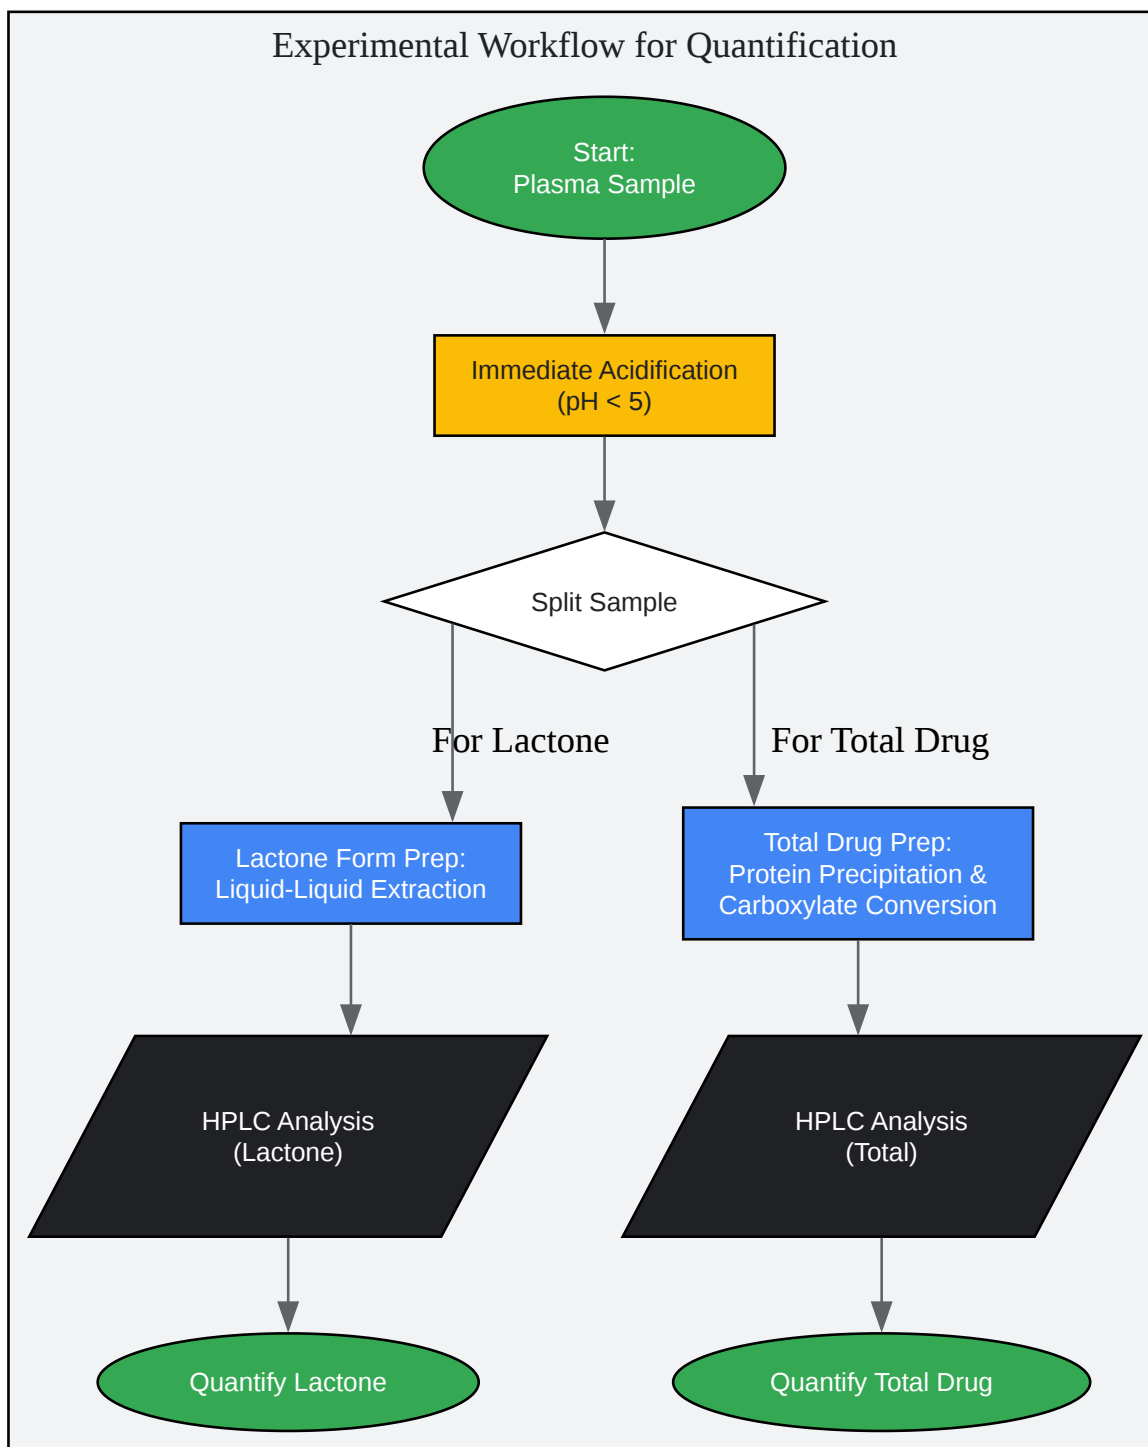 Experimental Workflow for Quantification
Start:
Plasma Sample
Immediate Acidification
(pH < 5)
Split Sample
For Lactone
For Total Drug
Lactone Form Prep:
Liquid-Liquid Extraction
Total Drug Prep:
Protein Precipitation &
Carboxylate Conversion
HPLC Analysis
(Lactone)
HPLC Analysis
(Total)
Quantify Lactone
Quantify Total Drug